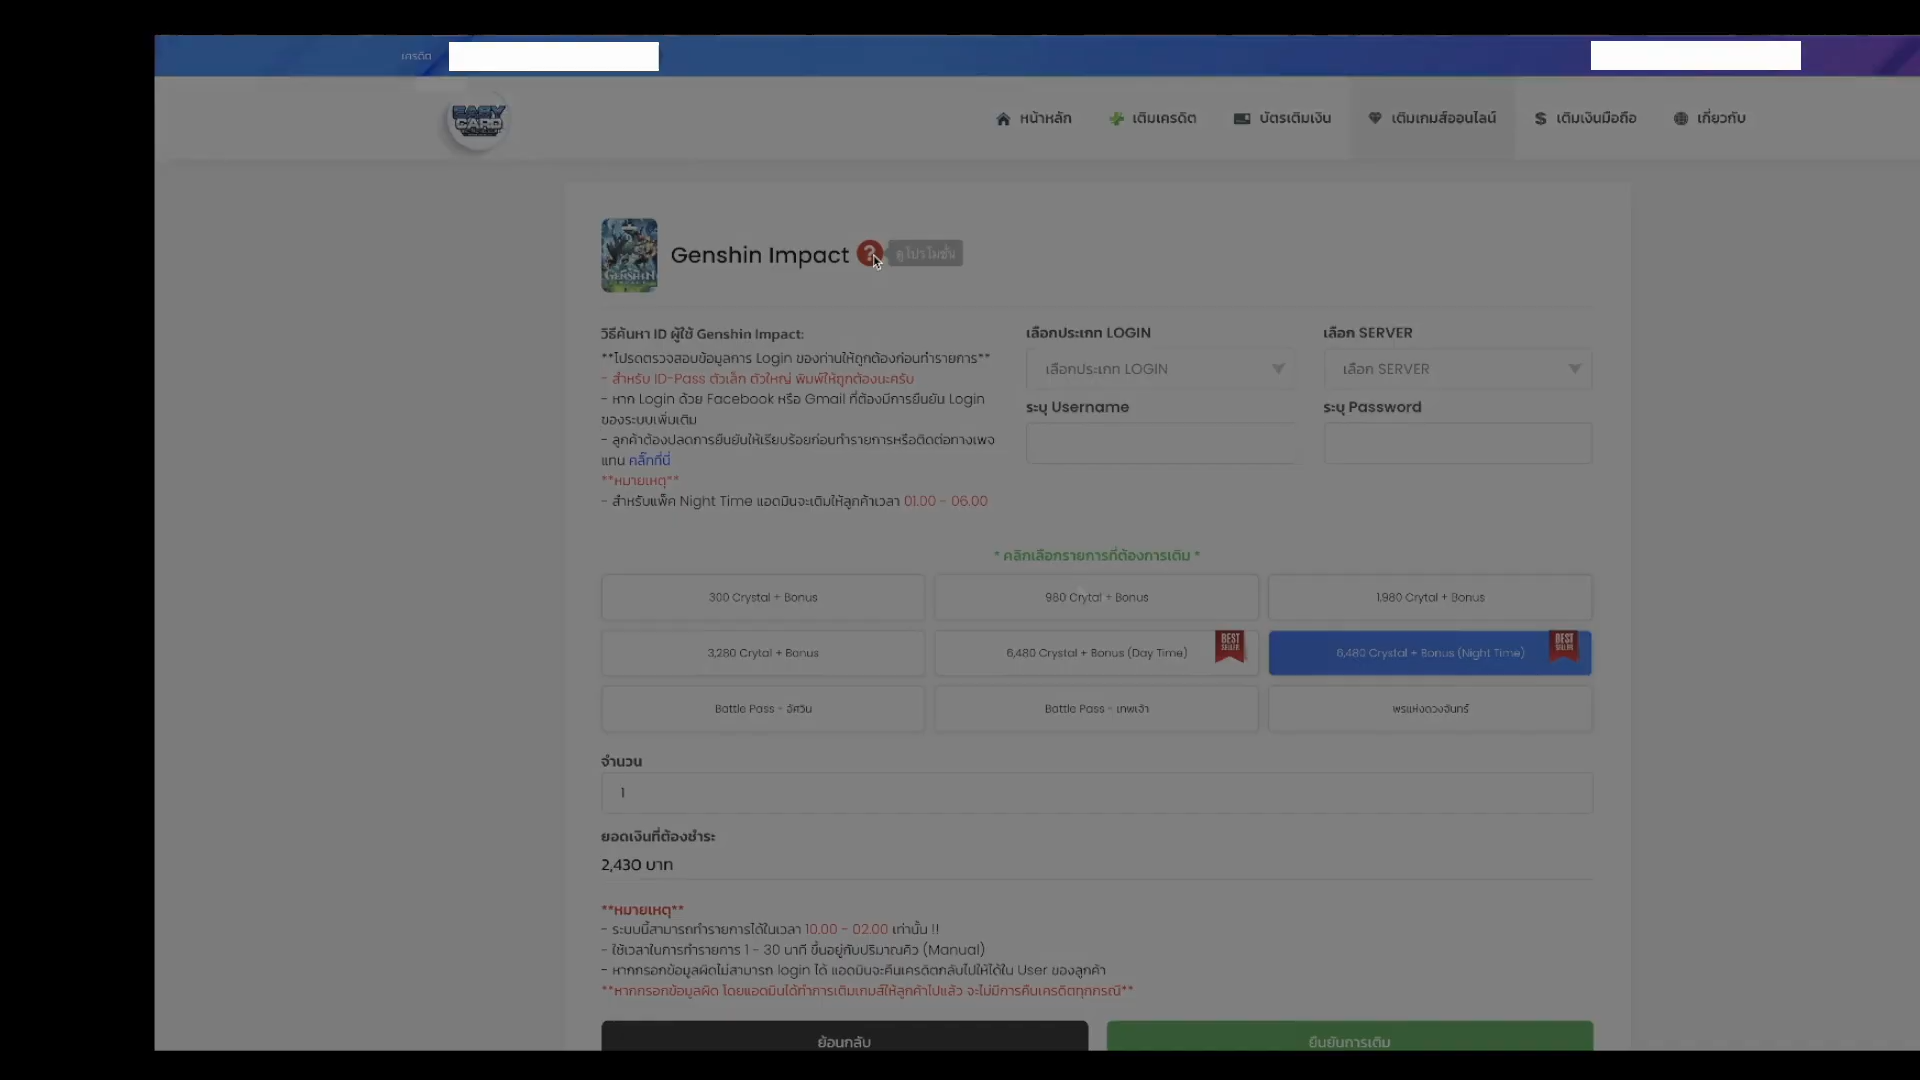 เครดิต
EASY
CARD
หน้าหลัก
เติมเครดิต
บัตรเติมเงิน
เติมเกมส์ออนไลน์
$ เติมเงินมือถือ
เกี่ยวกับ
GENSHIN
Genshin Impact ? ดูโปรโมชั่น
วิธีค้นหา ID ผู้ใช้ Genshin Impact:
**โปรดตรวจสอบข้อมูลการ Login ของท่านให้ถูกต้องก่อนทำรายการ**
- สำหรับ ID-Pass ตัวเล็ก ตัวใหญ่ พิมพ์ให้ถูกต้องนะครับ
- หาก Login ด้วย Facebook หรือ Gmail ที่ต้องมีการยืนยัน Login
ของระบบเพิ่มเติม
- ลูกค้าต้องปลดการยืนยันให้เรียบร้อยก่อนทำรายการหรือติดต่อทางเพจ
แทน คลิ๊กที่นี่
**หมายเหตุ**
- สำหรับแพ็ค Night Time แอดมินจะเติมให้ลูกค้าเวลา 01.00 - 06.00
เลือกประเภท LOGIN
เลือกประเภท LOGIN
เลือก SERVER
เลือก SERVER
ระบุ Username
ระบุ Password
* คลิกเลือกรายการที่ต้องการเติม *
300 Crystal + Bonus
980 Crytal + Bonus
1,980 Crytal + Bonus
3,280 Crytal + Bonus
6,480 Crystal + Bonus (Day Time)
BEST
SELLER
6,480 Crystal + Bonus (Night Time)
BEST
SELLER
Battle Pass - อัศวิน
Battle Pass - เทพเจ้า
พรแห่งดวงจันทร์
จำนวน
1
ยอดเงินที่ต้องชำระ
2,430 บาท
**หมายเหตุ**
- ระบบนี้สามารถทำรายการได้ในเวลา 10.00 - 02.00 เท่านั้น !!
- ใช้เวลาในการทำรายการ 1 - 30 นาที ขึ้นอยู่กับปริมาณคิว (Manual)
- หากกรอกข้อมูลผิดไม่สามารถ login ได้ แอดมินจะคืนเครดิตกลับไปให้ได้ใน User ของลูกค้า
**หากกรอกข้อมูลผิด โดยแอดมินได้ทำการเติมเกมส์ให้ลูกค้าไปแล้ว จะไม่มีการคืนเครดิตทุกกรณี**
ย้อนกลับ
ยืนยันการเติม